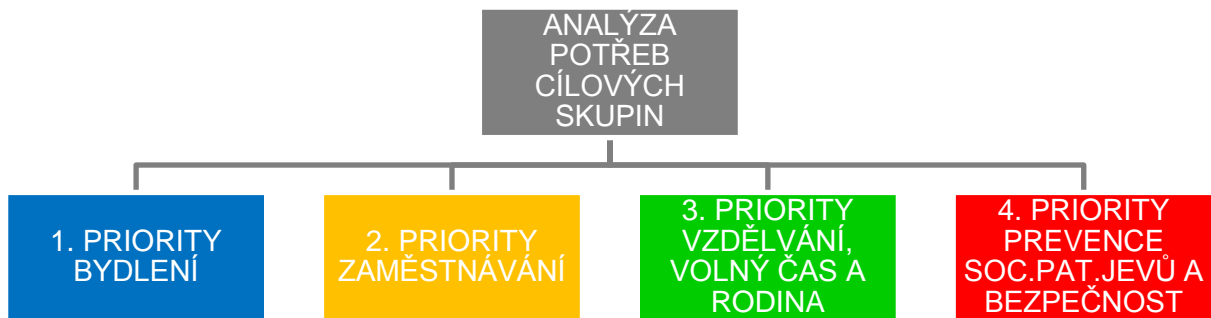 ANALÝZA
POTŘEB
CÍLOVÝCH
SKUPIN
1. PRIORITY
BYDLENÍ
2. PRIORITY
ZAMĚSTNÁVÁNÍ
3. PRIORITY
VZDĚLVÁNÍ,
VOLNÝ ČAS A
RODINA
4. PRIORITY
PREVENCE
SOC.PAT.JEVŮ A
BEZPEČNOST